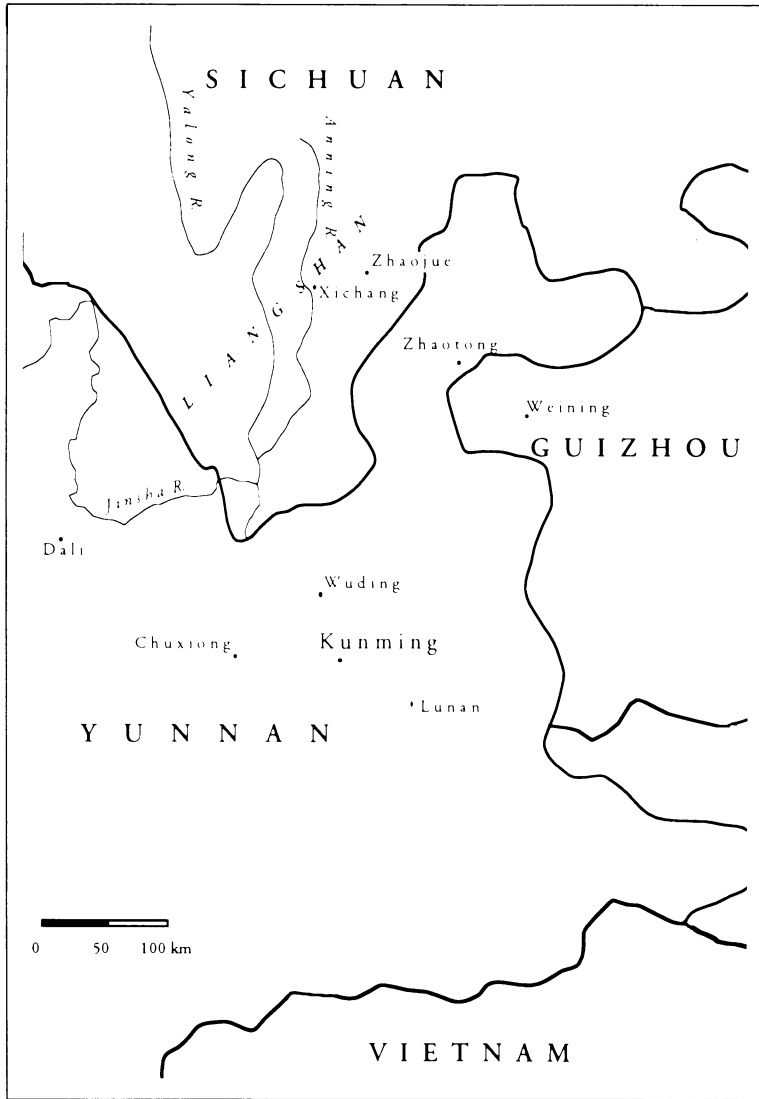 SICHUAN
Yalong R.
Anning R.
LIANGSHAN
Zhaojue
Xichang
Zhaotong
Weining
GUIZHOU
Jinsha R.
Dali
Wuding
Chuxiong
Kunming
Lunan
YUNNAN
0 50 100 km
VIETNAM